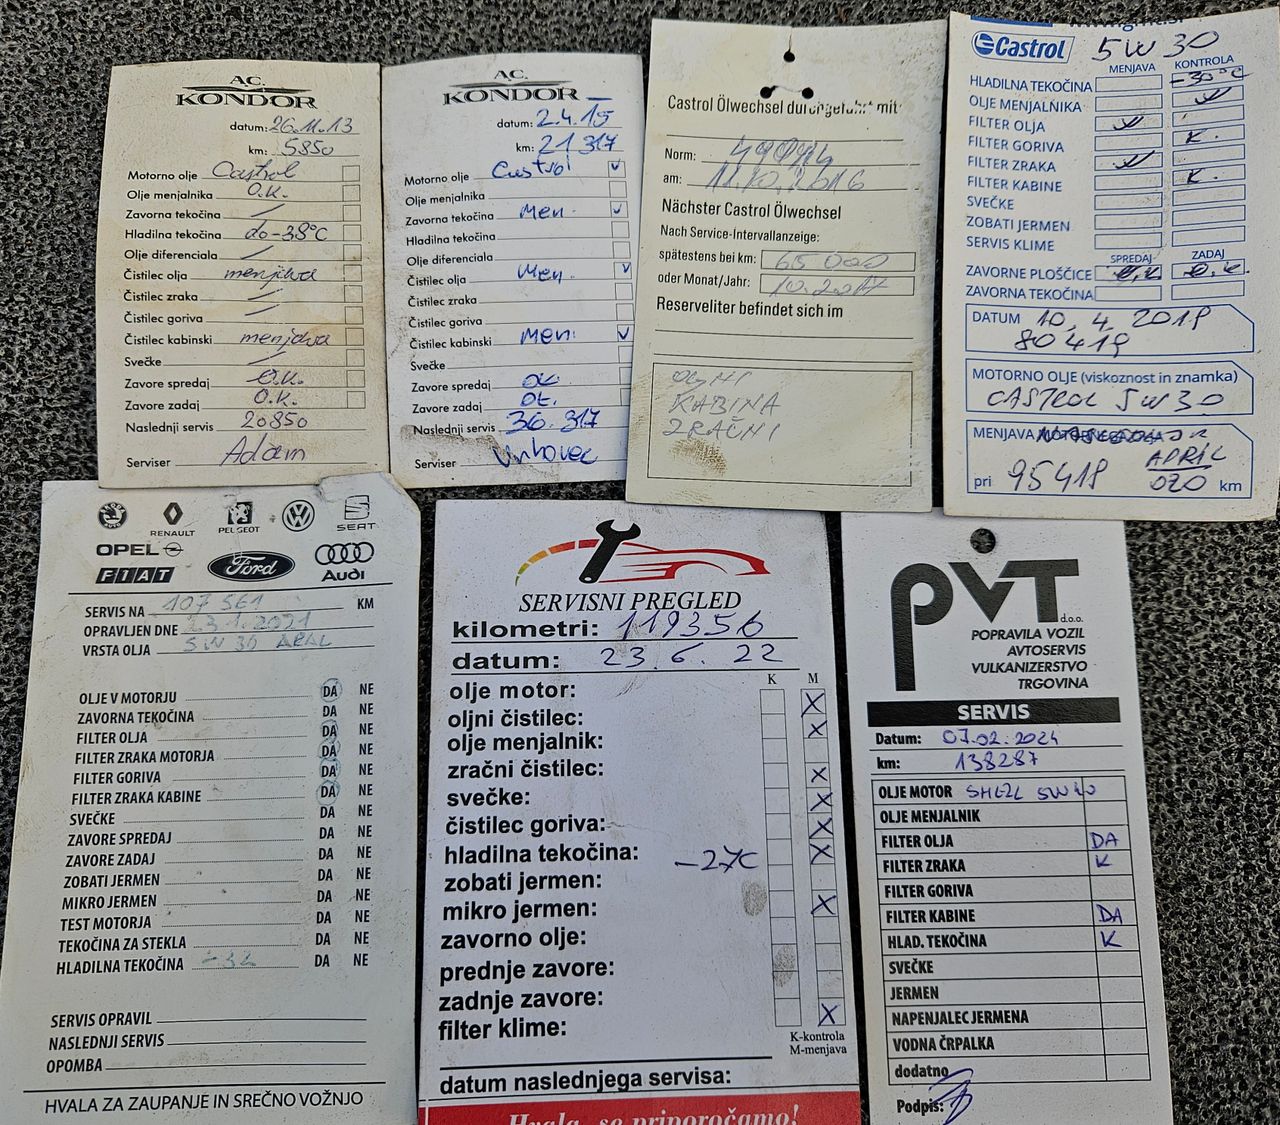 A.C.
KONDOR
datum: 26.11.13
km: 5850
Motorno olje Castrol
Olje menjalnika O.K.
Zavorna tekočina /
Hladilna tekočina do -38°C
Olje diferenciala /
Čistilec olja menjava
Čistilec zraka /
Čistilec goriva /
Čistilec kabinski menjava
Svečke /
Zavore spredaj O.K.
Zavore zadaj O.K.
Naslednji servis 20850
Serviser Adam
A.C.
KONDOR
datum: 2.4.15
km: 21 317
Motorno olje Castrol ✓
Olje menjalnika
Zavorna tekočina Men. ✓
Hladilna tekočina
Olje diferenciala
Čistilec olja Men. ✓
Čistilec zraka
Čistilec goriva
Čistilec kabinski Men. ✓
Svečke
Zavore spredaj ok.
Zavore zadaj ok.
Naslednji servis 36.317
Serviser
Castrol Ölwechsel durchgeführt mit
Norm:
am: 11.10.2016
Nächster Castrol Ölwechsel
Nach Service-Intervallanzeige:
spätestens bei km: 65 000
oder Monat/Jahr: 10.2017
Reserveliter befindet sich im
OLJNI
KABINA
ZRAČNI
Castrol 5W30
MENJAVA KONTROLA
HLADILNA TEKOČINA -30°C
OLJE MENJALNIKA ✓
FILTER OLJA ✓
FILTER GORIVA K.
FILTER ZRAKA ✓
FILTER KABINE K.
SVEČKE
ZOBATI JERMEN
SERVIS KLIME
SPREDAJ ZADAJ
ZAVORNE PLOŠČICE O.K. O.K.
ZAVORNA TEKOČINA
DATUM 10.4.2019
80419
MOTORNO OLJE (viskoznost in znamka)
CASTROL 5W30
MENJAVA
APRIL
pri 95419 020 km
RENAULT
PEUGEOT
SEAT
OPEL
FIAT
Ford
Audi
SERVIS NA 107 561 KM
OPRAVLJEN DNE 23.1.2021
VRSTA OLJA 5W30 ARAL
OLJE V MOTORJU DA NE
ZAVORNA TEKOČINA DA NE
FILTER OLJA DA NE
FILTER ZRAKA MOTORJA DA NE
FILTER GORIVA DA NE
FILTER ZRAKA KABINE DA NE
SVEČKE DA NE
ZAVORE SPREDAJ DA NE
ZAVORE ZADAJ DA NE
ZOBATI JERMEN DA NE
MIKRO JERMEN DA NE
TEST MOTORJA DA NE
TEKOČINA ZA STEKLA DA NE
HLADILNA TEKOČINA DA NE
SERVIS OPRAVIL
NASLEDNJI SERVIS
OPOMBA
HVALA ZA ZAUPANJE IN SREČNO VOŽNJO
SERVISNI PREGLED
kilometri: 119356
datum: 23.6.22
K M
olje motor: X
oljni čistilec: X
olje menjalnik:
zračni čistilec: X
svečke: X
čistilec goriva: X
hladilna tekočina: -27C X
zobati jermen:
mikro jermen: X
zavorno olje:
prednje zavore:
zadnje zavore:
filter klime: X
K-kontrola
M-menjava
datum naslednjega servisa:
Hvala, se priporočamo!
PVT d.o.o.
POPRAVILA VOZIL
AVTOSERVIS
VULKANIZERSTVO
TRGOVINA
SERVIS
Datum: 07.02.2024
km: 138287
OLJE MOTOR SHELL 5W40
OLJE MENJALNIK
FILTER OLJA DA
FILTER ZRAKA K
FILTER GORIVA
FILTER KABINE DA
HLAD. TEKOČINA K
SVEČKE
JERMEN
NAPENJALEC JERMENA
VODNA ČRPALKA
dodatno
Podpis: